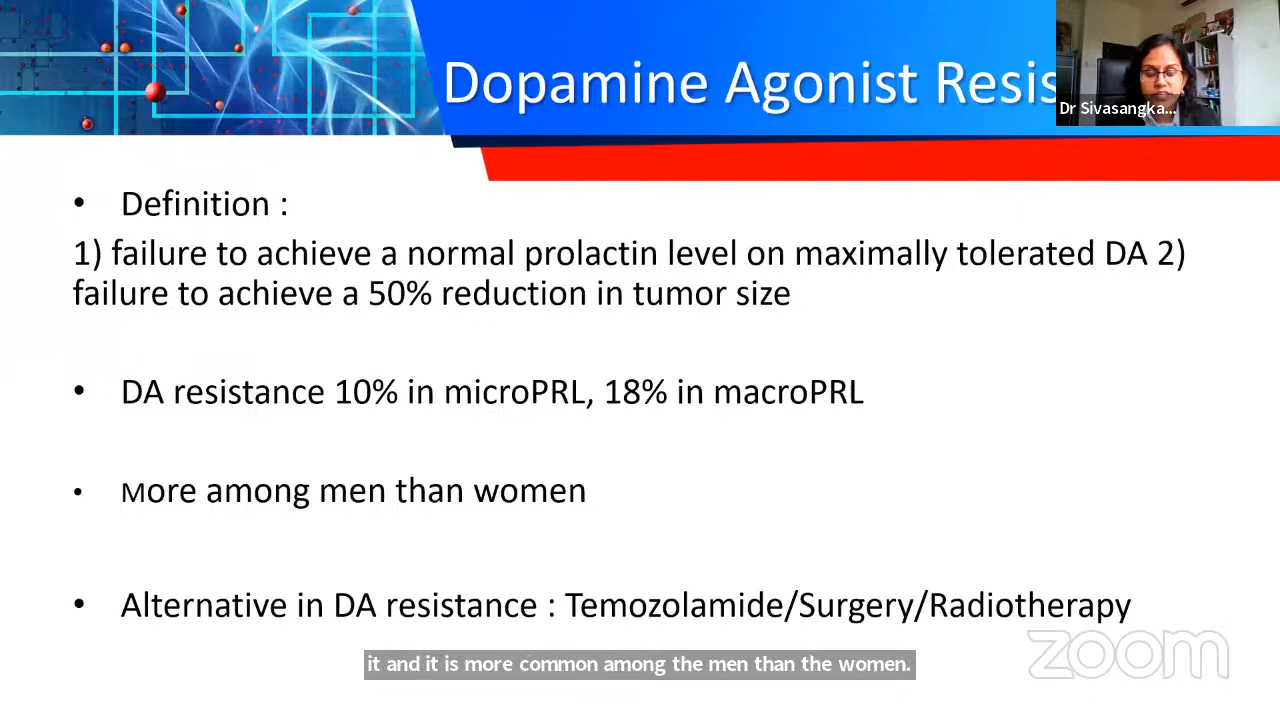 Dopamine Agonist Resis
Dr Sivasangka...
• Definition :
1) failure to achieve a normal prolactin level on maximally tolerated DA 2)
failure to achieve a 50% reduction in tumor size
• DA resistance 10% in microPRL, 18% in macroPRL
• More among men than women
• Alternative in DA resistance : Temozolamide/Surgery/Radiotherapy
zoom
it and it is more common among the men than the women.